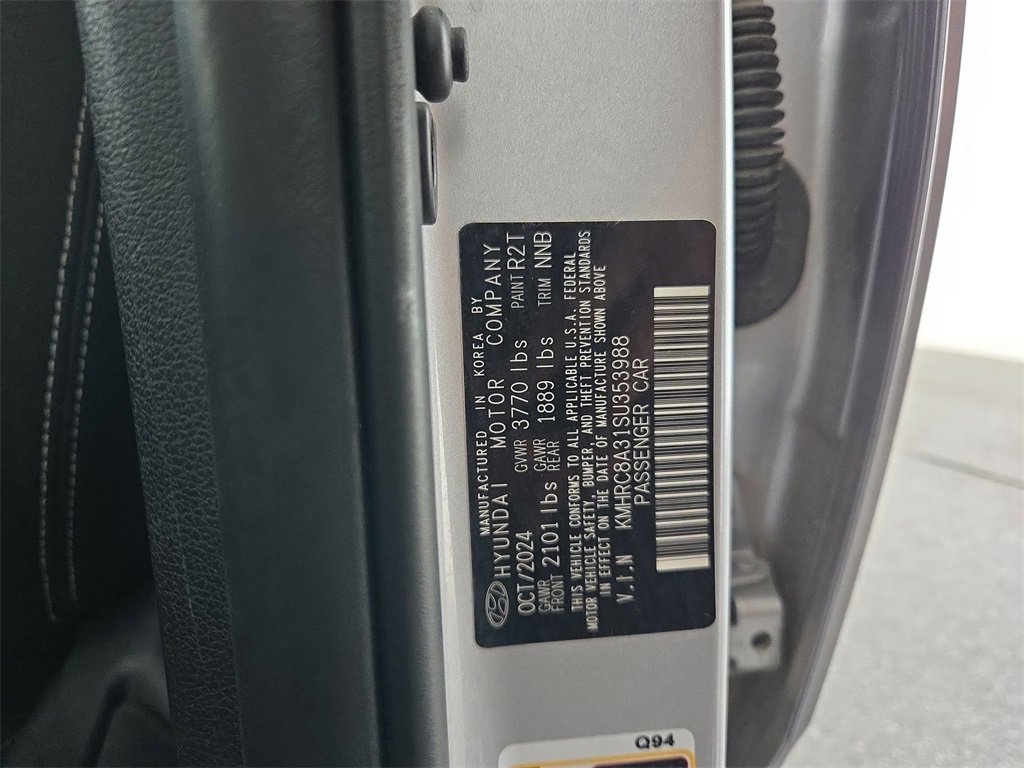 MANUFACTURED IN KOREA BY
HYUNDAI MOTOR COMPANY
OCT/2024 GVWR 3770 lbs PAINT R2T
GAWR FRONT 2101 lbs GAWR REAR 1889 lbs TRIM NNB
THIS VEHICLE CONFORMS TO ALL APPLICABLE U.S.A. FEDERAL
MOTOR VEHICLE SAFETY, BUMPER, AND THEFT PREVENTION STANDARDS
IN EFFECT ON THE DATE OF MANUFACTURE SHOWN ABOVE
V.I.N KMHRC8A31SU353988
PASSENGER CAR
Q94